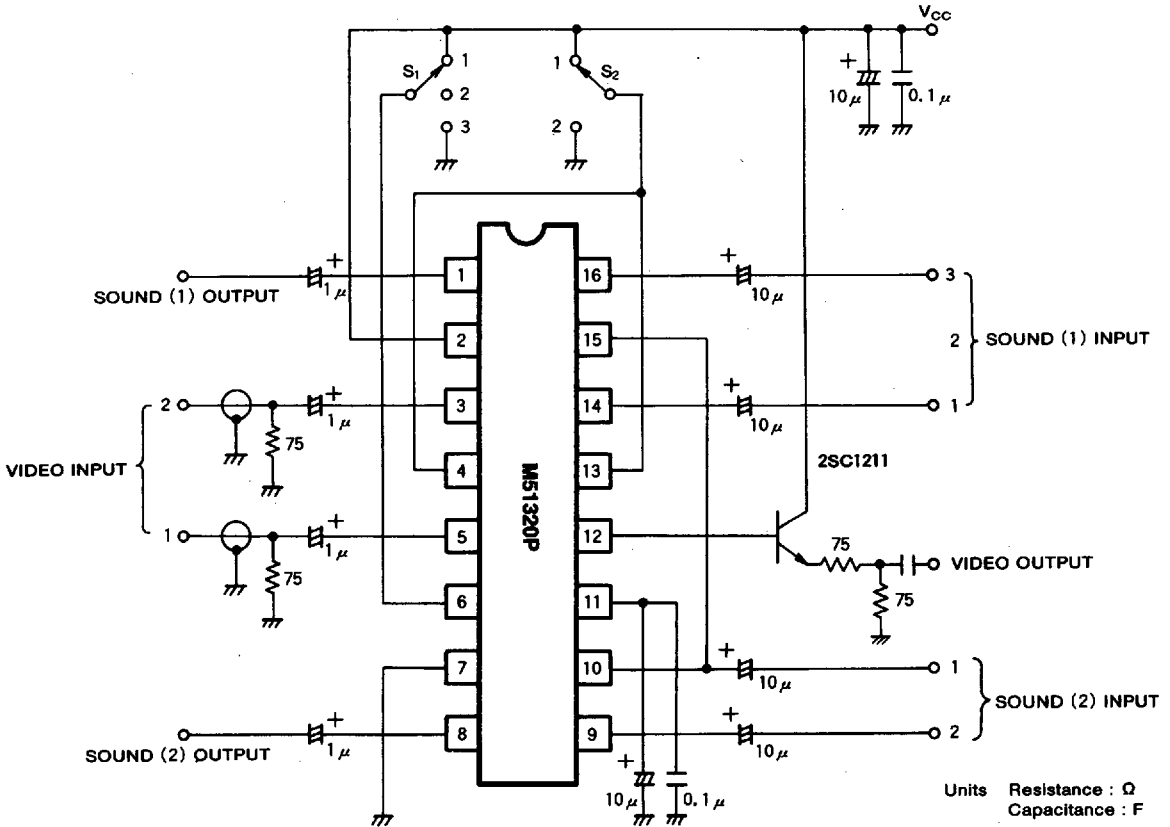 VCC
1
S1
2
3
1
S2
2
+
10μ
0.1μ
SOUND (1) OUTPUT
+
1μ
1
16
+
10μ
3
2
15
2
SOUND (1) INPUT
2
+
1μ
75
3
14
+
10μ
1
VIDEO INPUT
4
13
2SC1211
M51320P
1
+
1μ
75
5
12
75
VIDEO OUTPUT
75
6
11
7
10
+
10μ
1
SOUND (2) INPUT
SOUND (2) OUTPUT
+
1μ
8
9
+
10μ
2
+
10μ
0.1μ
Units Resistance : Ω
Capacitance : F